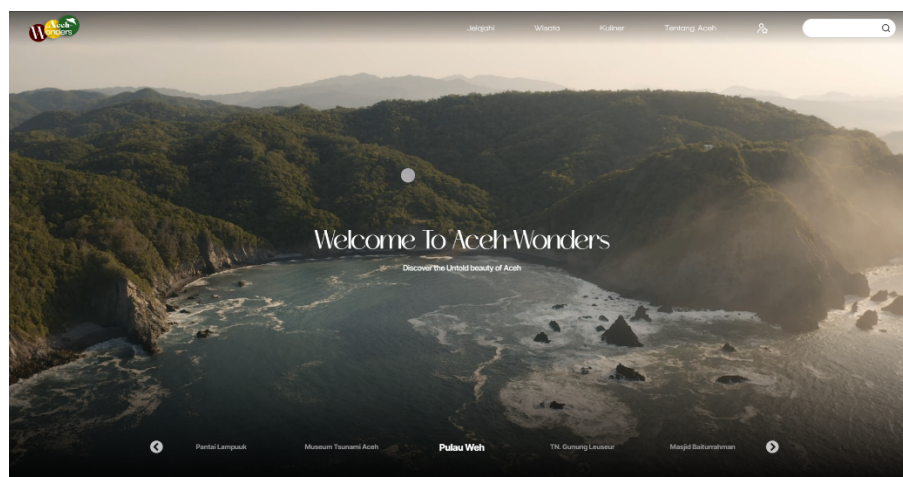 Aceh
Wonders
Jelajahi
Wisata
Kuliner
Tentang Aceh
Welcome To Aceh Wonders
Discover the Untold beauty of Aceh
Pantai Lampuuk
Museum Tsunami Aceh
Pulau Weh
TN. Gunung Leuseur
Masjid Baiturrahman